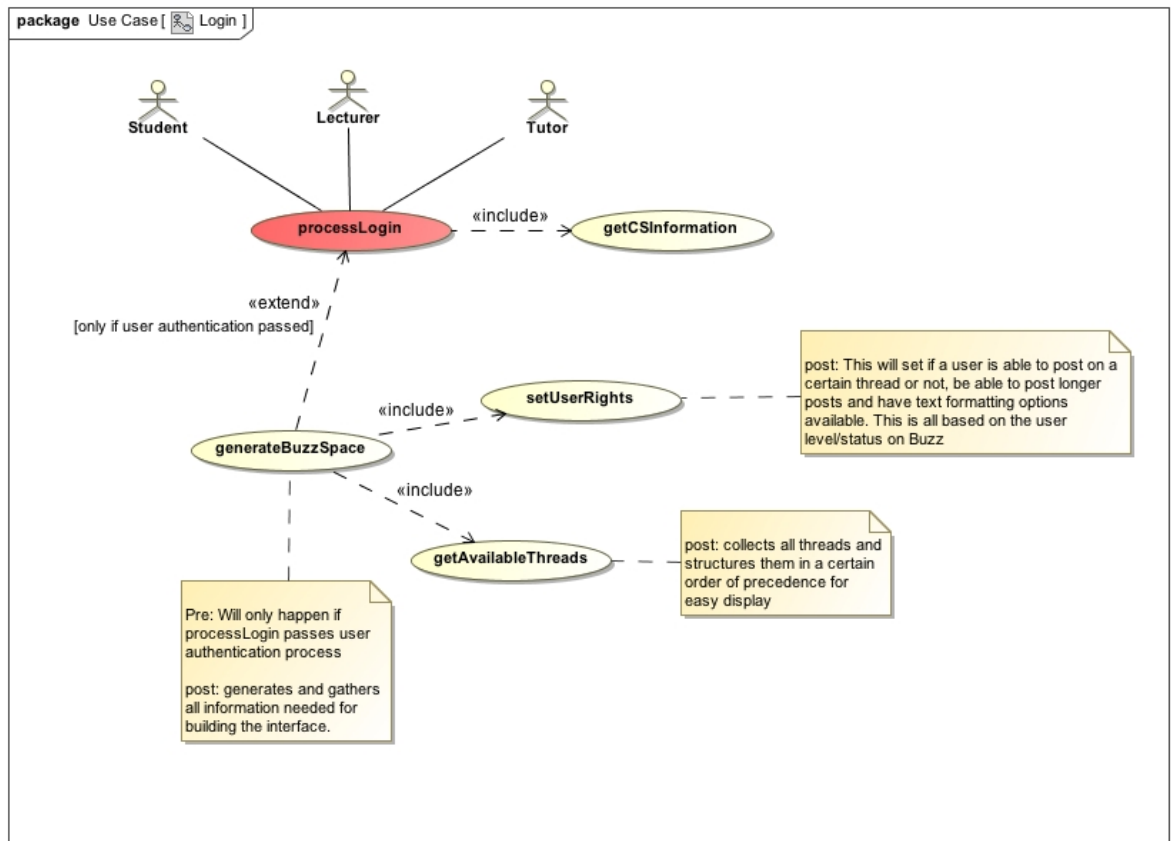 package Use Case [ Login ]
Student
Lecturer
Tutor
processLogin
«include»
getCSInformation
«extend»
[only if user authentication passed]
generateBuzzSpace
«include»
setUserRights
post: This will set if a user is able to post on a
certain thread or not, be able to post longer
posts and have text formatting options
available. This is all based on the user
level/status on Buzz
«include»
getAvailableThreads
post: collects all threads and
structures them in a certain
order of precedence for
easy display
Pre: Will only happen if
processLogin passes user
authentication process
post: generates and gathers
all information needed for
building the interface.